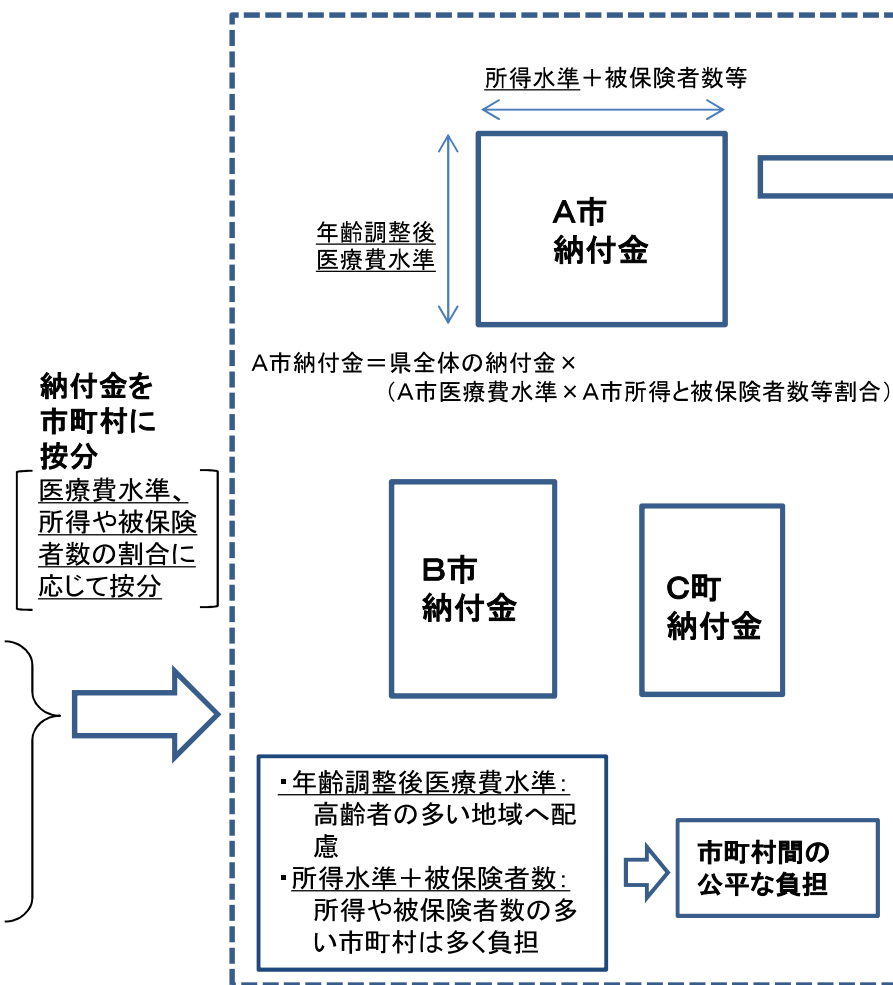 所得水準＋被保険者数等
年齢調整後
医療費水準
A市
納付金
A市納付金＝県全体の納付金×
（A市医療費水準×A市所得と被保険者数等割合）
納付金を
市町村に
按分
医療費水準、
所得や被保険
者数の割合に
応じて按分
B市
納付金
C町
納付金
・年齢調整後医療費水準：
高齢者の多い地域へ配
慮
・所得水準＋被保険者数：
所得や被保険者数の多
い市町村は多く負担
市町村間の
公平な負担